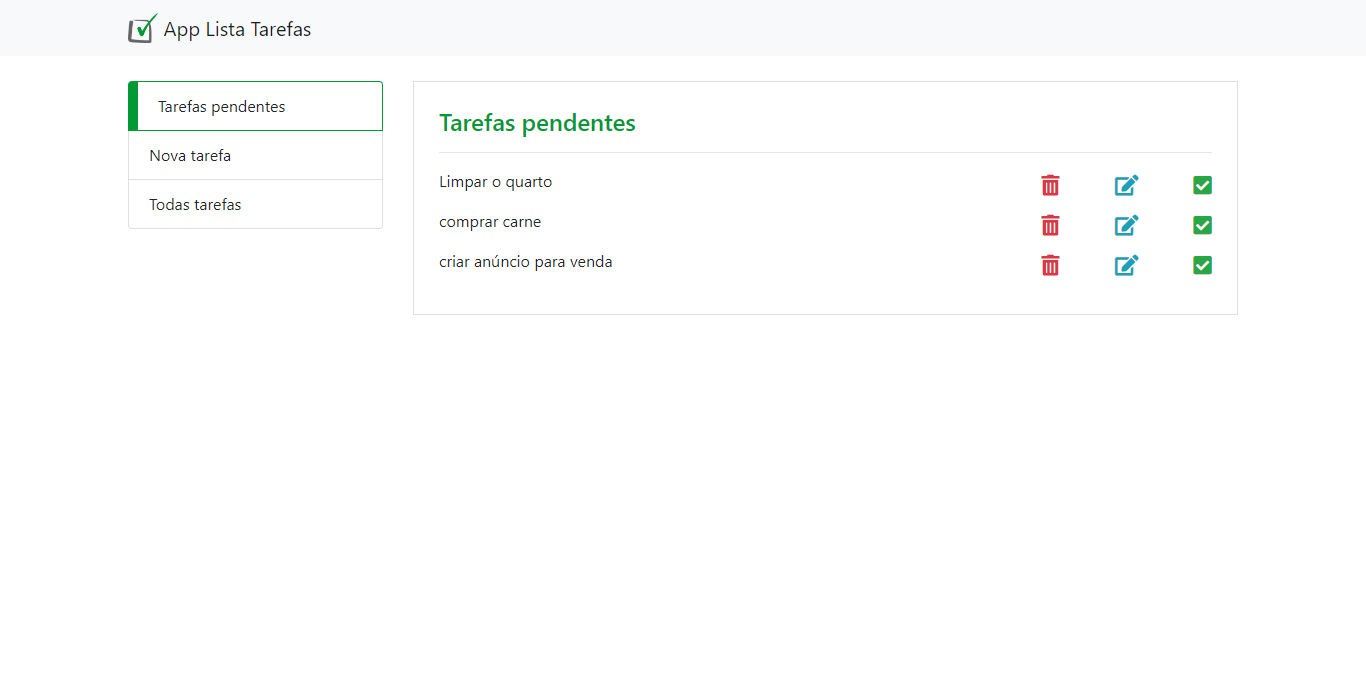 App Lista Tarefas
Tarefas pendentes
Nova tarefa
Todas tarefas
Tarefas pendentes
Limpar o quarto
comprar carne
criar anúncio para venda